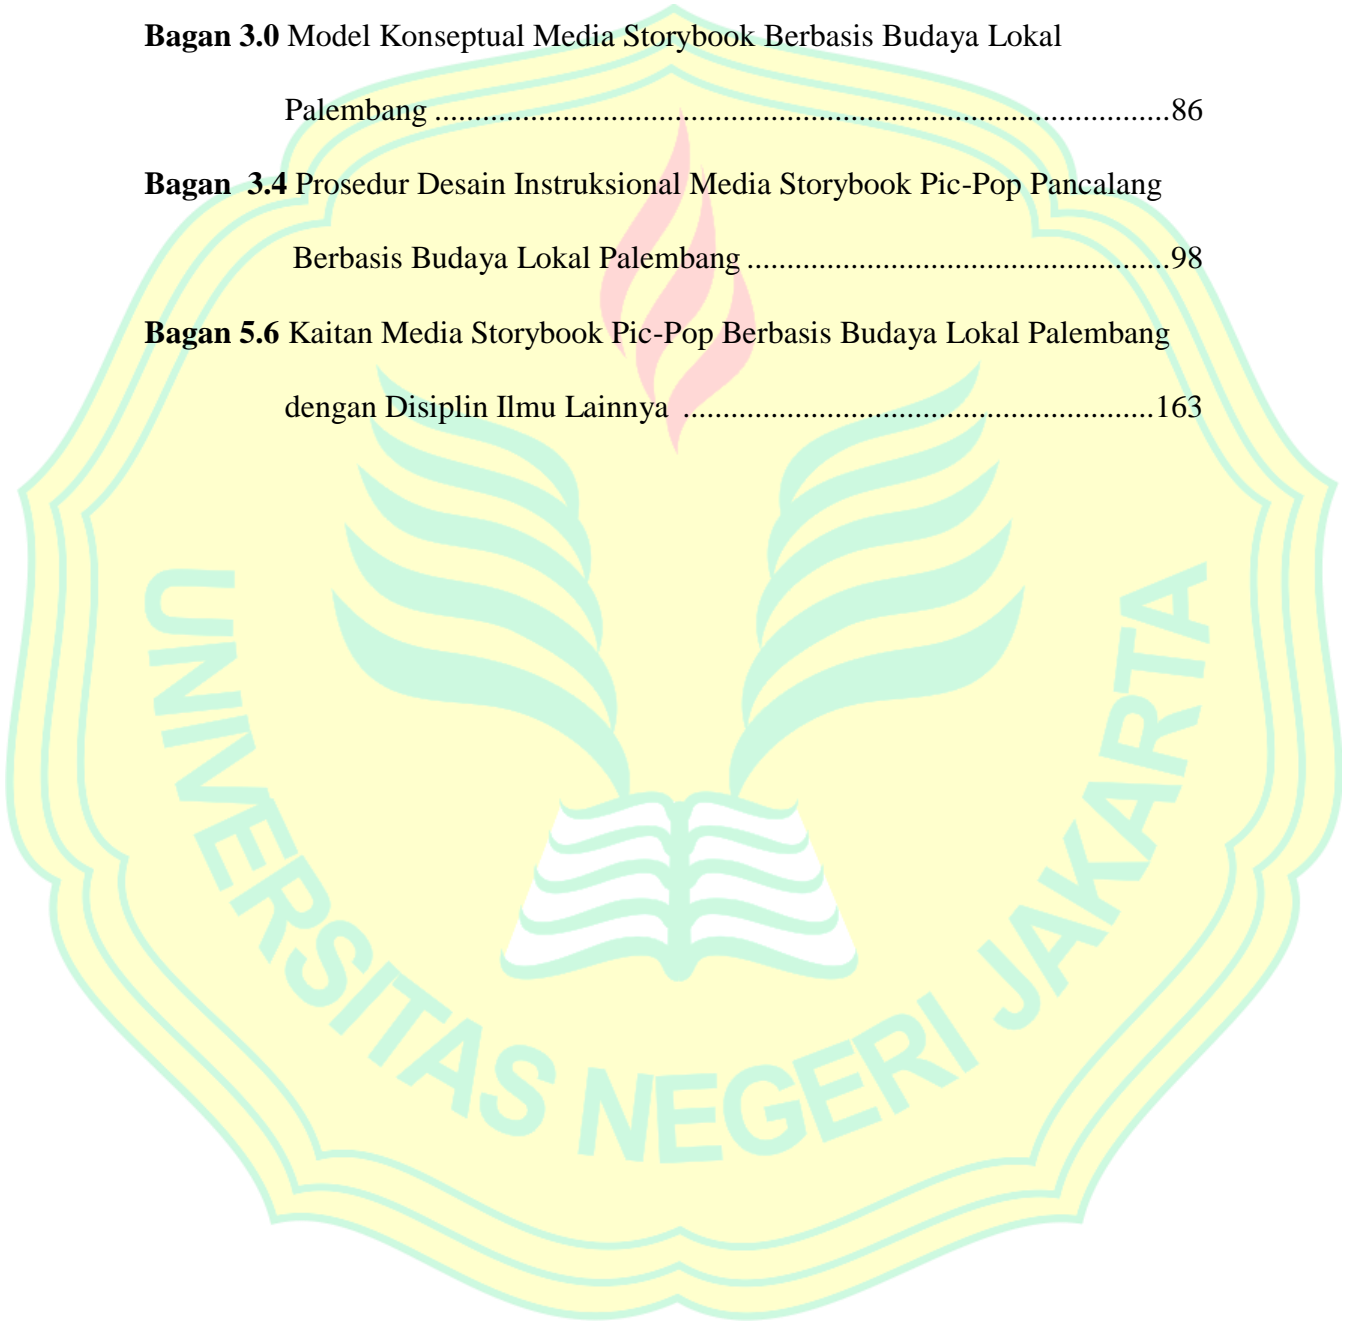 Bagan 3.0 Model Konseptual Media Storybook Berbasis Budaya Lokal
Palembang ............................................................................................86
Bagan  3.4 Prosedur Desain Instruksional Media Storybook Pic-Pop Pancalang
Berbasis Budaya Lokal Palembang .....................................................98
Bagan 5.6 Kaitan Media Storybook Pic-Pop Berbasis Budaya Lokal Palembang
dengan Disiplin Ilmu Lainnya ...........................................................163
UNIVERSITAS NEGERI JAKARTA